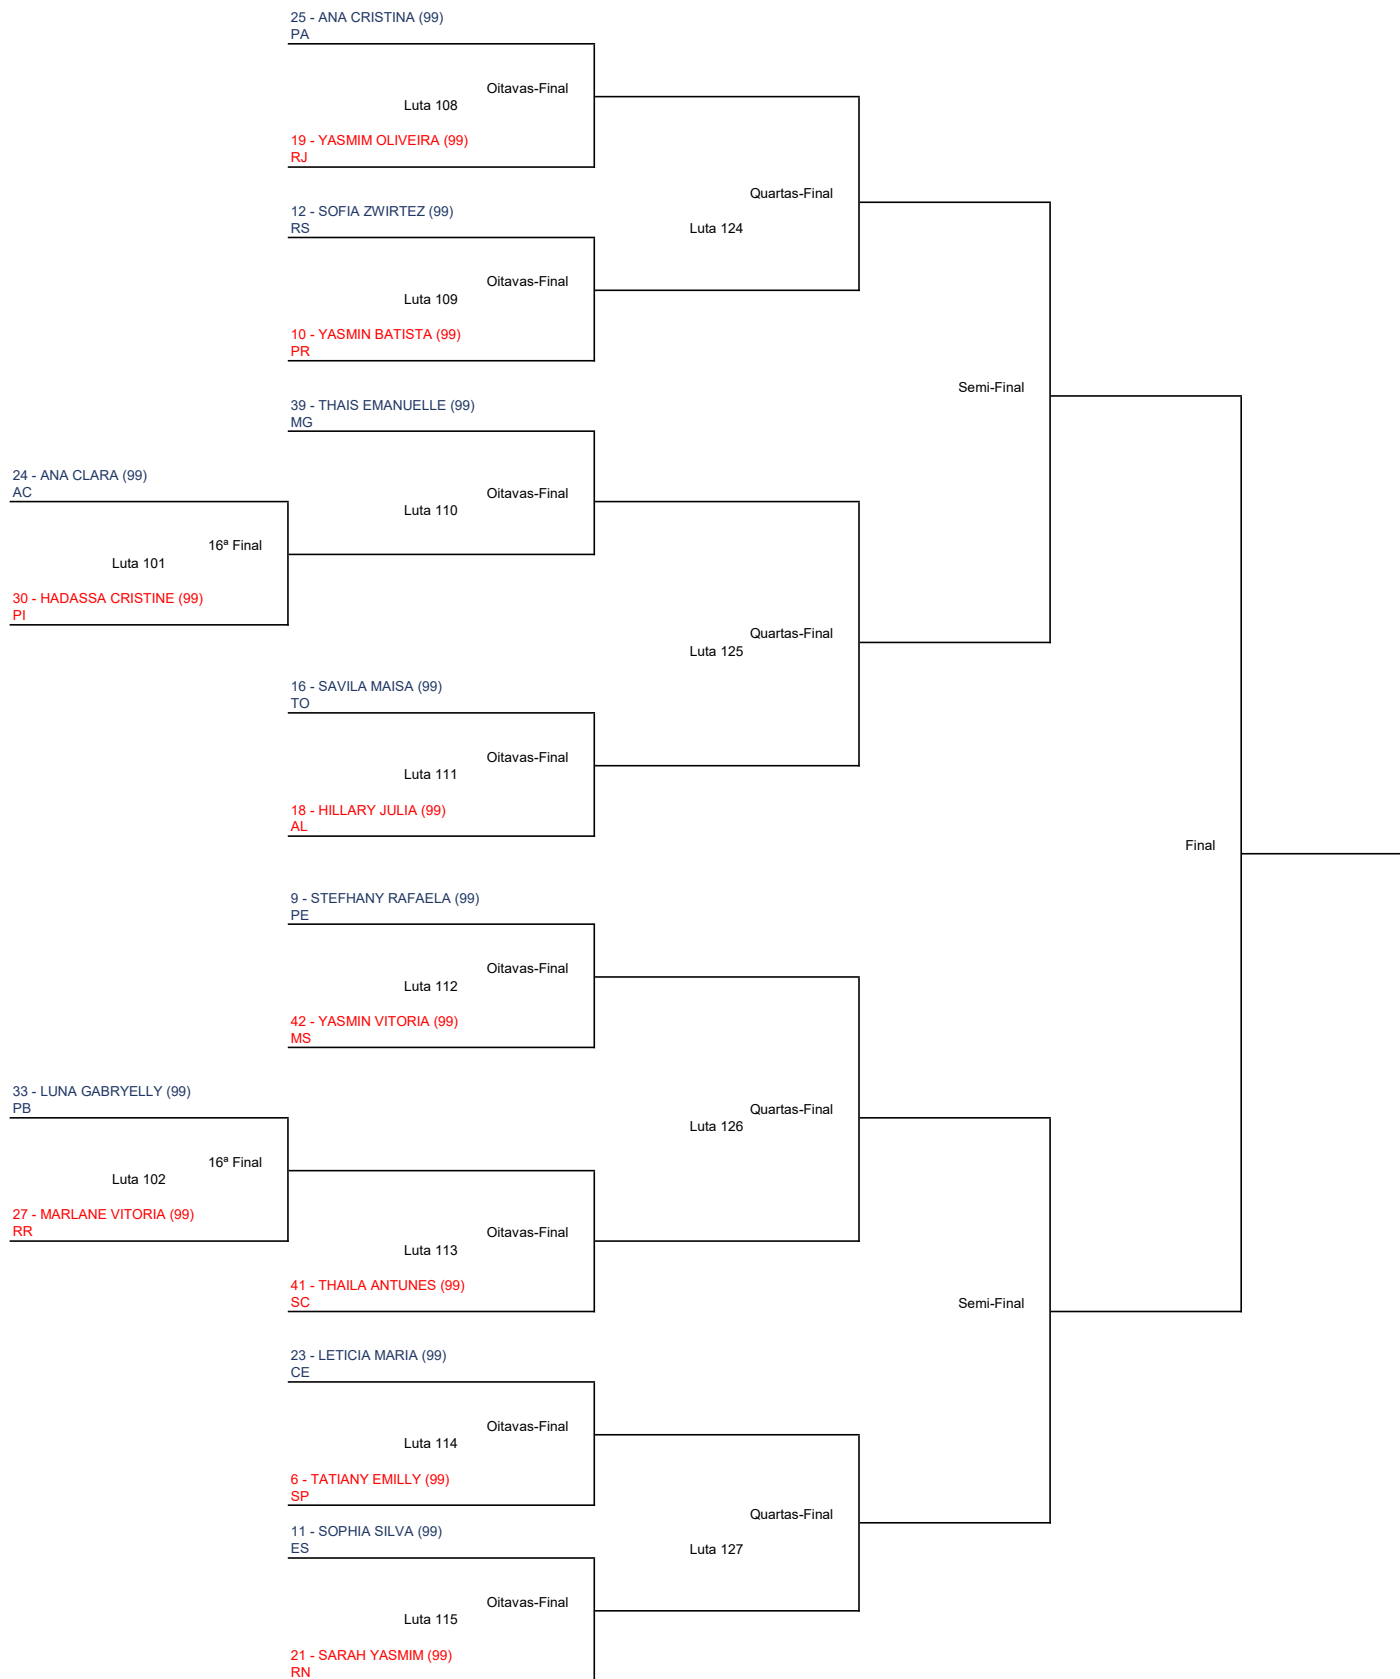 25 - ANA CRISTINA (99)
PA
Oitavas-Final
Luta 108
19 - YASMIM OLIVEIRA (99)
RJ
Quartas-Final
Luta 124
12 - SOFIA ZWIRTEZ (99)
RS
Oitavas-Final
Luta 109
10 - YASMIN BATISTA (99)
PR
Semi-Final
39 - THAIS EMANUELLE (99)
MG
24 - ANA CLARA (99)
AC
Oitavas-Final
Luta 110
16ª Final
Luta 101
30 - HADASSA CRISTINE (99)
PI
Quartas-Final
Luta 125
16 - SAVILA MAISA (99)
TO
Oitavas-Final
Luta 111
18 - HILLARY JULIA (99)
AL
Final
9 - STEFHANY RAFAELA (99)
PE
Oitavas-Final
Luta 112
42 - YASMIN VITORIA (99)
MS
33 - LUNA GABRYELLY (99)
PB
Quartas-Final
Luta 126
16ª Final
Luta 102
27 - MARLANE VITORIA (99)
RR
Oitavas-Final
Luta 113
41 - THAILA ANTUNES (99)
SC
Semi-Final
23 - LETICIA MARIA (99)
CE
Oitavas-Final
Luta 114
6 - TATIANY EMILLY (99)
SP
Quartas-Final
Luta 127
11 - SOPHIA SILVA (99)
ES
Oitavas-Final
Luta 115
21 - SARAH YASMIM (99)
RN